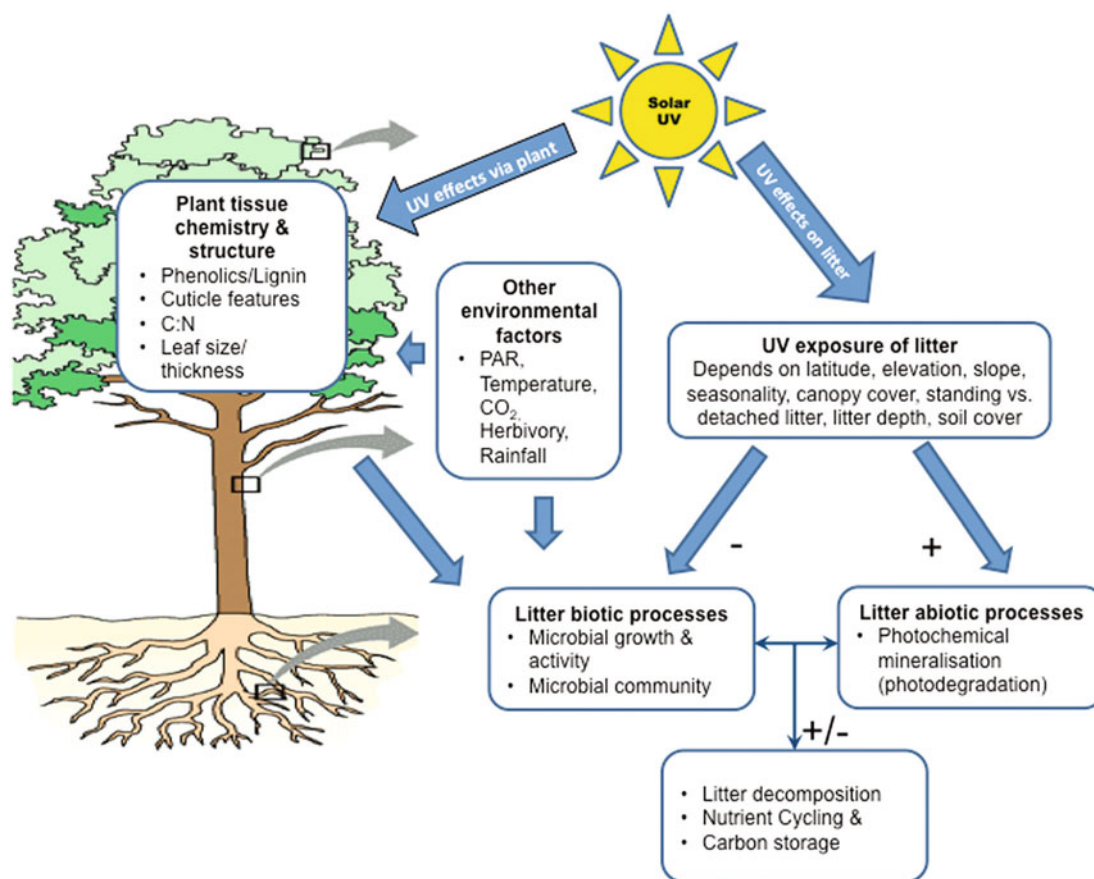 Solar
UV
UV effects via plant
UV effects on litter
Plant tissue
chemistry &
structure
• Phenolics/Lignin
• Cuticle features
• C:N
• Leaf size/
thickness
Other
environmental
factors
• PAR,
Temperature,
CO2,
Herbivory,
Rainfall
UV exposure of litter
Depends on latitude, elevation, slope,
seasonality, canopy cover, standing vs.
detached litter, litter depth, soil cover
-
+
Litter biotic processes
• Microbial growth &
activity
• Microbial community
Litter abiotic processes
• Photochemical
mineralisation
(photodegradation)
+/-
• Litter decomposition
• Nutrient Cycling &
• Carbon storage